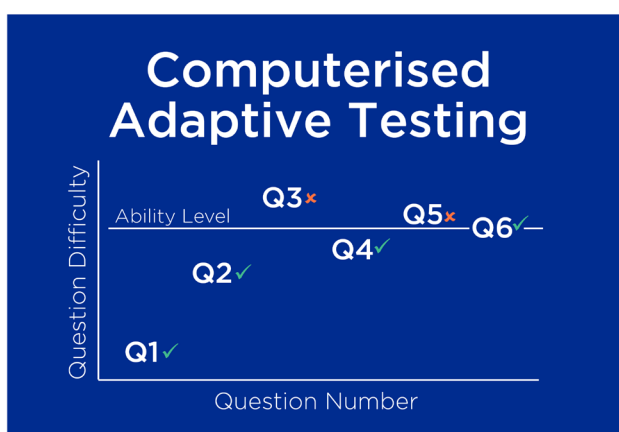 Computerised
Adaptive Testing
Question Difficulty
Ability Level
Q1
Q2
Q3
Q4
Q5
Q6
Question Number